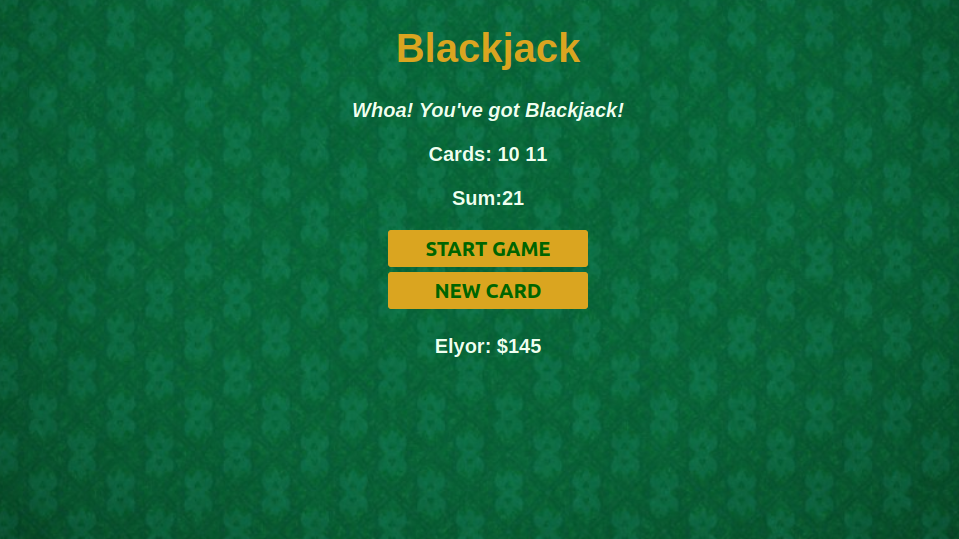 Blackjack
Whoa! You've got Blackjack!
Cards: 10 11
Sum:21
START GAME
NEW CARD
Elyor: $145